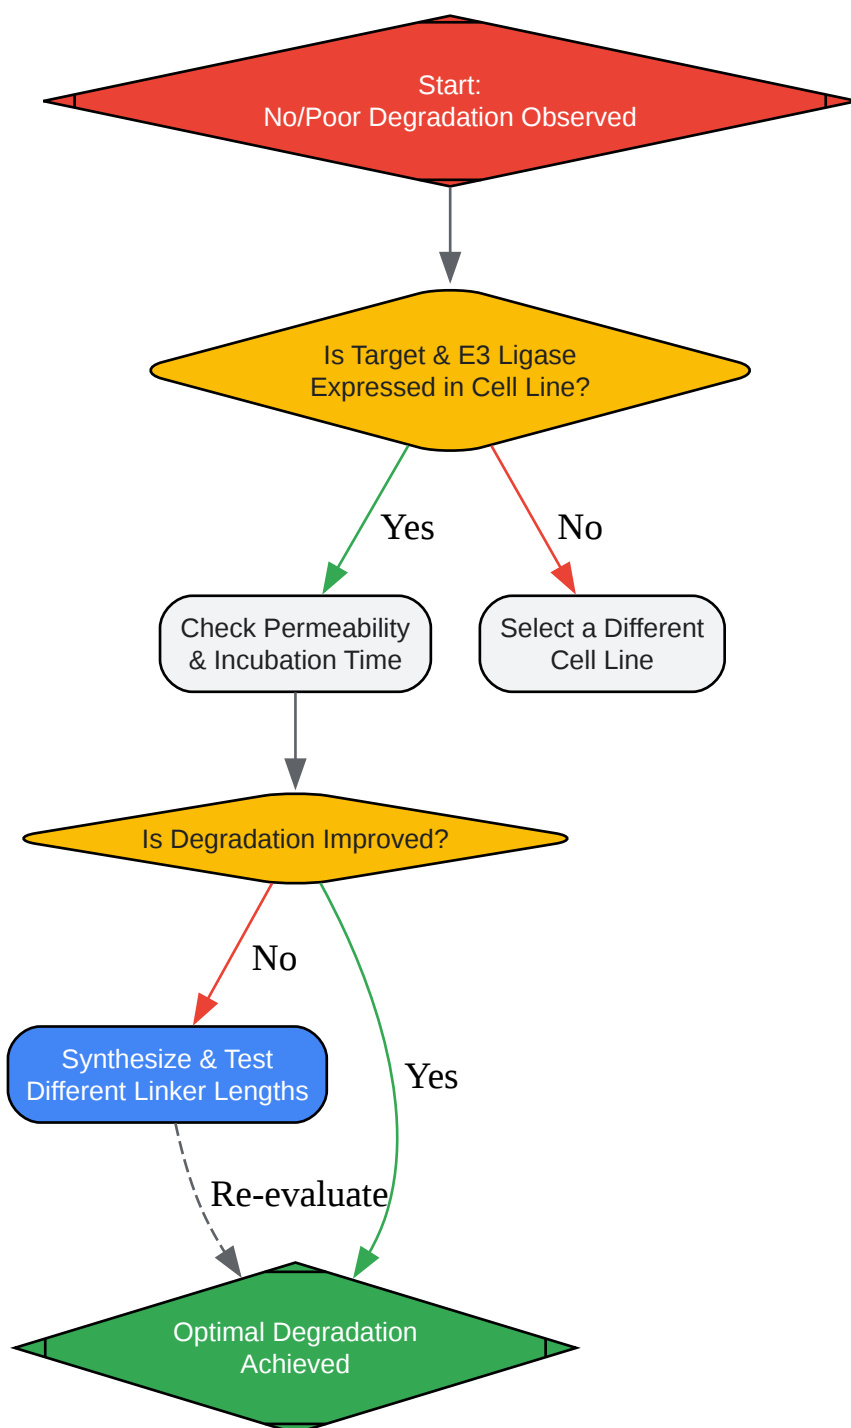 Start:
No/Poor Degradation Observed
Is Target & E3 Ligase
Expressed in Cell Line?
Yes
No
Check Permeability
& Incubation Time
Select a Different
Cell Line
Is Degradation Improved?
No
Synthesize & Test
Different Linker Lengths
Yes
Re-evaluate
Optimal Degradation
Achieved